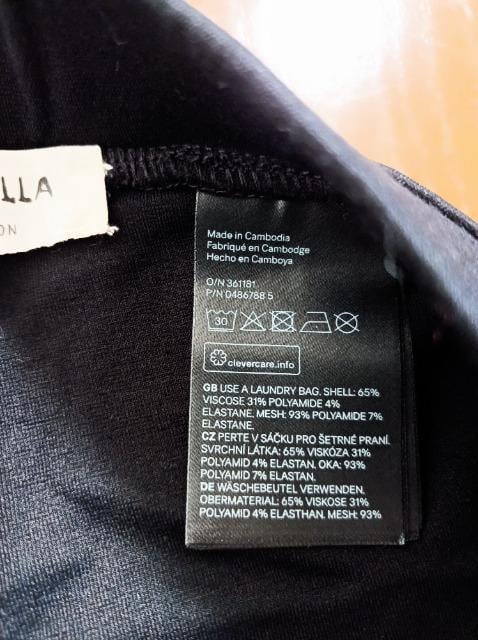 LLA
ON
Made in Cambodia
Fabriqué en Cambodge
Hecho en Camboya
O/N 361181
P/N 0486788 5
30
clevercare.info
GB USE A LAUNDRY BAG. SHELL: 65%
VISCOSE 31% POLYAMIDE 4%
ELASTANE. MESH: 93% POLYAMIDE 7%
ELASTANE.
CZ PERTE V SÁČKU PRO ŠETRNÉ PRANÍ.
SVRCHNÍ LÁTKA: 65% VISKÓZA 31%
POLYAMID 4% ELASTAN. OKA: 93%
POLYAMID 7% ELASTAN.
DE WÄSCHEBEUTEL VERWENDEN.
OBERMATERIAL: 65% VISKOSE 31%
POLYAMID 4% ELASTHAN. MESH: 93%